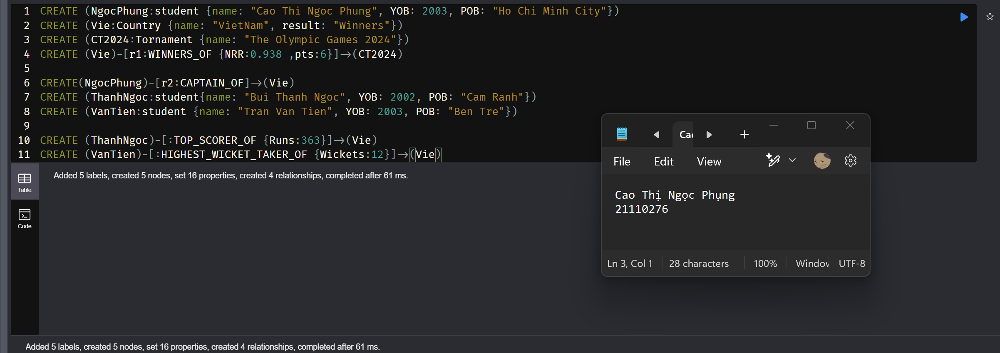 1 CREATE (NgocPhung:student {name: "Cao Thi Ngoc Phung", YOB: 2003, POB: "Ho Chi Minh City"})
2 CREATE (Vie:Country {name: "VietNam", result: "Winners"})
3 CREATE (CT2024:Tornament {name: "The Olympic Games 2024"})
4 CREATE (Vie)-[r1:WINNERS_OF {NRR:0.938 ,pts:6}]→(CT2024)
5
6 CREATE(NgocPhung)-[r2:CAPTAIN_OF]→(Vie)
7 CREATE (ThanhNgoc:student{name: "Bui Thanh Ngoc", YOB: 2002, POB: "Cam Ranh"})
8 CREATE (VanTien:student {name: "Tran Van Tien", YOB: 2003, POB: "Ben Tre"})
9
10 CREATE (ThanhNgoc)-[:TOP_SCORER_OF {Runs:363}]→(Vie)
11 CREATE (VanTien)-[:HIGHEST_WICKET_TAKER_OF {Wickets:12}]→(Vie)
Table
Code
Added 5 labels, created 5 nodes, set 16 properties, created 4 relationships, completed after 61 ms.
Cao
File Edit View
Cao Thị Ngọc Phụng
21110276
Ln 3, Col 1 28 characters 100% Window UTF-8
Added 5 labels, created 5 nodes, set 16 properties, created 4 relationships, completed after 61 ms.